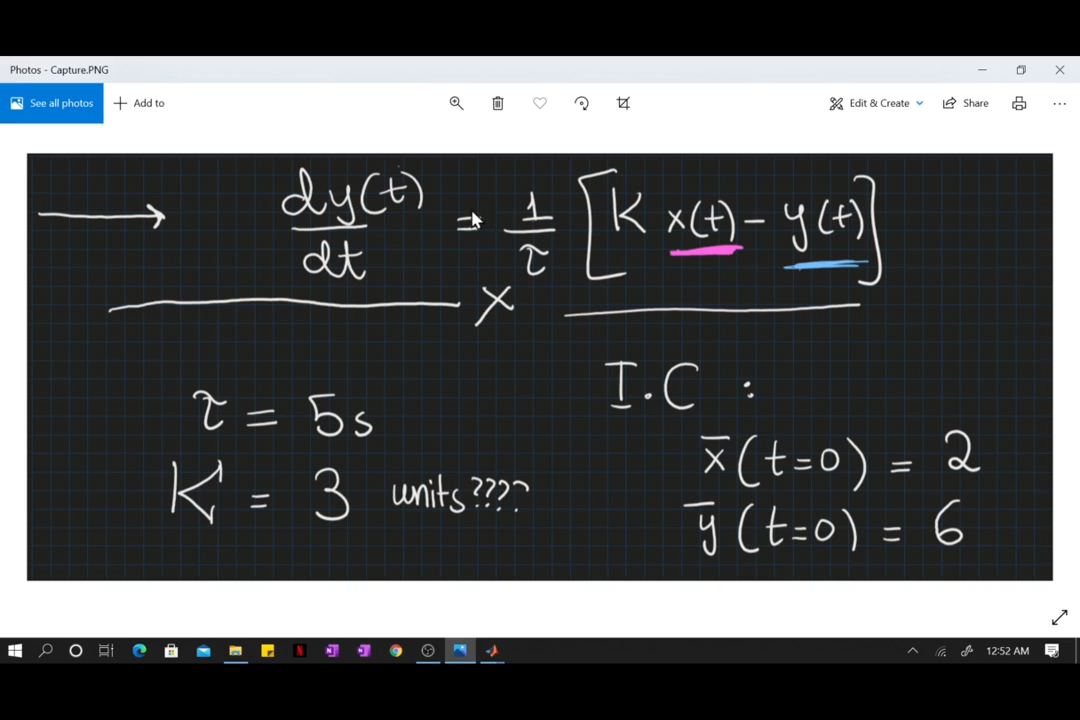 Photos - Capture.PNG
See all photos
Add to
Edit & Create
Share
dy(t)/dt = 1/τ [K x(t) - y(t)]
×
τ = 5s
K = 3 units????
I.C :
x̄(t=0) = 2
ȳ(t=0) = 6
12:52 AM